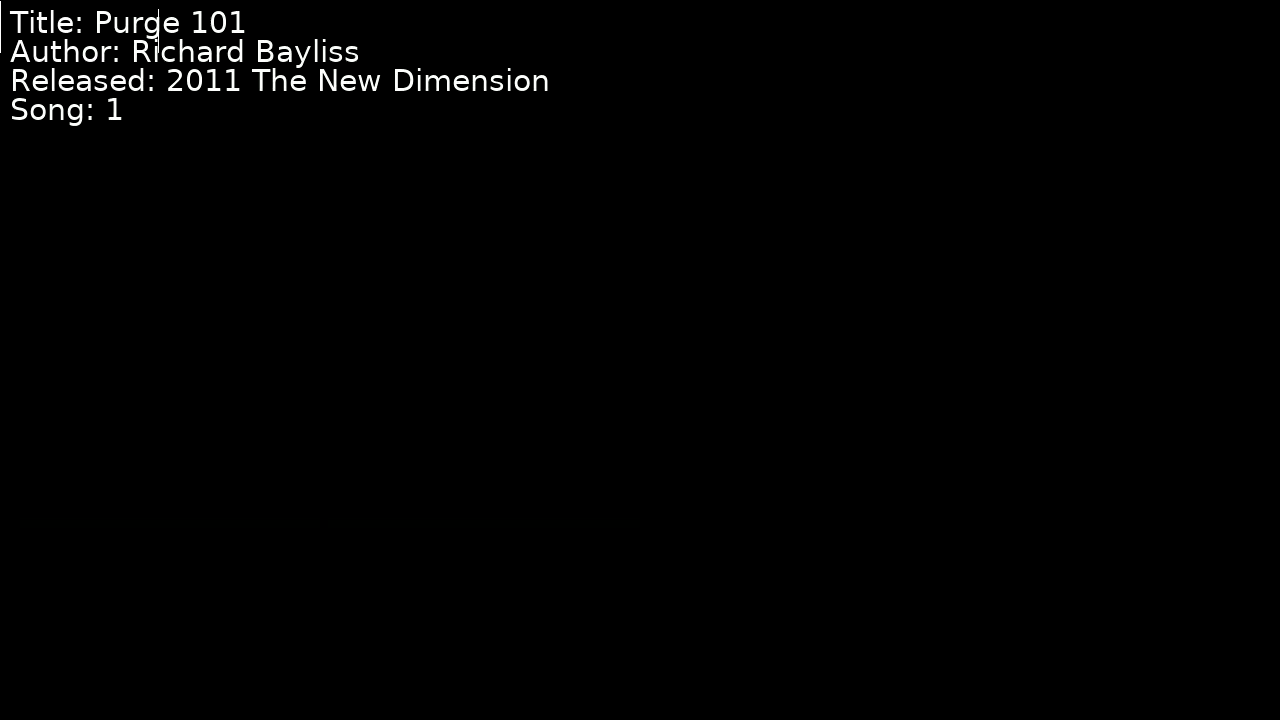 Title: Purge 101
Author: Richard Bayliss
Released: 2011 The New Dimension
Song: 1